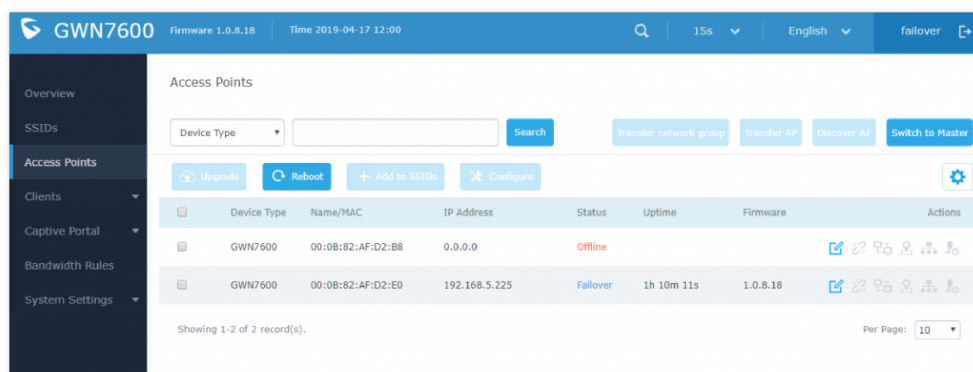 GWN7600 Firmware 1.0.8.18 Time 2019-04-17 12:00 15s English failover
Overview
SSIDs
Access Points
Clients
Captive Portal
Bandwidth Rules
System Settings
Access Points
Device Type Search Transfer network group Transfer AP Discover AP Switch to Master
Upgrade Reboot Add to SSIDs Configure
Device Type Name/MAC IP Address Status Uptime Firmware Actions
GWN7600 00:0B:82:AF:D2:B8 0.0.0.0 Offline
GWN7600 00:0B:82:AF:D2:E0 192.168.5.225 Failover 1h 10m 11s 1.0.8.18
Showing 1-2 of 2 record(s). Per Page: 10